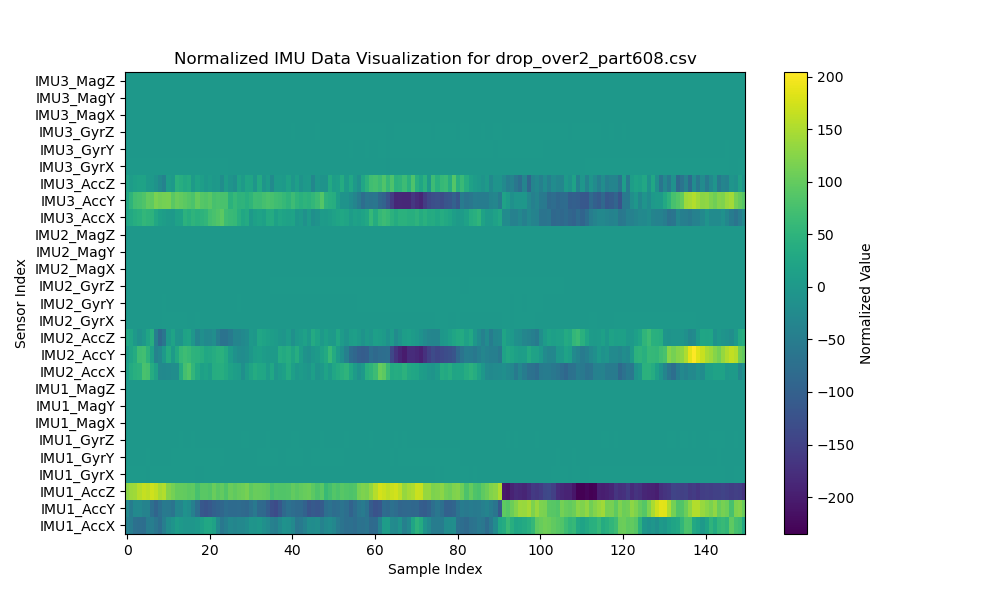 Normalized IMU Data Visualization for drop_over2_part608.csv
IMU3_MagZ
IMU3_MagY
IMU3_MagX
IMU3_GyrZ
IMU3_GyrY
IMU3_GyrX
IMU3_AccZ
IMU3_AccY
IMU3_AccX
IMU2_MagZ
IMU2_MagY
IMU2_MagX
IMU2_GyrZ
IMU2_GyrY
IMU2_GyrX
IMU2_AccZ
IMU2_AccY
IMU2_AccX
IMU1_MagZ
IMU1_MagY
IMU1_MagX
IMU1_GyrZ
IMU1_GyrY
IMU1_GyrX
IMU1_AccZ
IMU1_AccY
IMU1_AccX
Sensor Index
0 20 40 60 80 100 120 140
Sample Index
200
150
100
50
0
−50
−100
−150
−200
Normalized Value